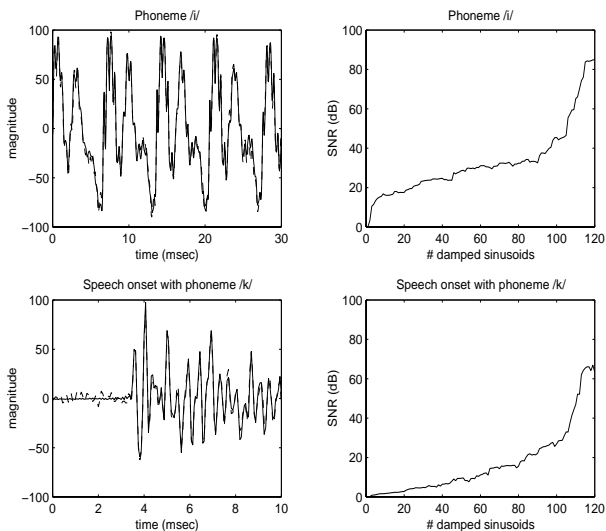 Phoneme /i/
100
50
0
−50
−100
magnitude
0 10 20 30
time (msec)
Phoneme /i/
100
80
60
40
20
0
SNR (dB)
0 20 40 60 80 100 120
# damped sinusoids
Speech onset with phoneme /k/
100
50
0
−50
−100
magnitude
0 2 4 6 8 10
time (msec)
Speech onset with phoneme /k/
100
80
60
40
20
0
SNR (dB)
0 20 40 60 80 100 120
# damped sinusoids